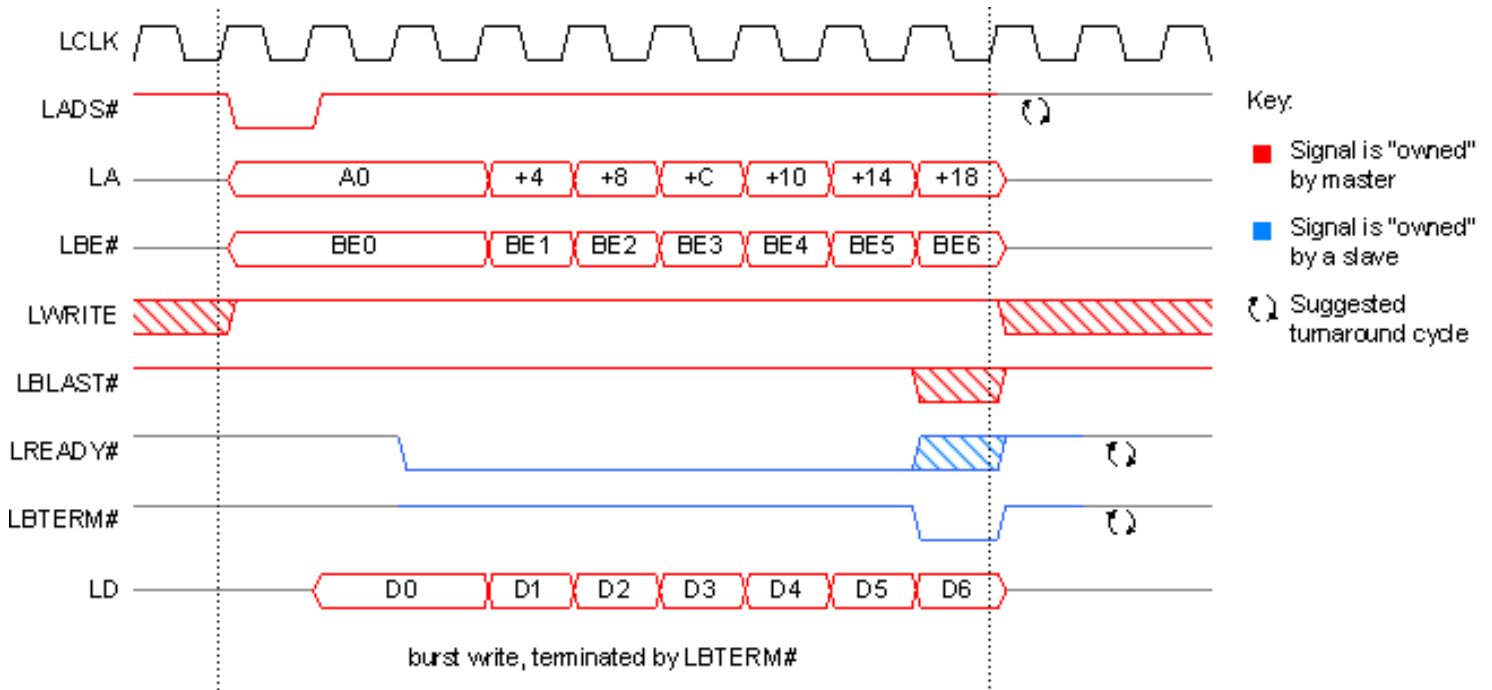 LCLK
LADS#
Key:
Signal is "owned"
by master
LA A0 +4 +8 +C +10 +14 +18
Signal is "owned"
by a slave
LBE# BE0 BE1 BE2 BE3 BE4 BE5 BE6
LWRITE
Suggested
turnaround cycle
LBLAST#
LREADY#
LBTERM#
LD D0 D1 D2 D3 D4 D5 D6
burst write, terminated by LBTERM#